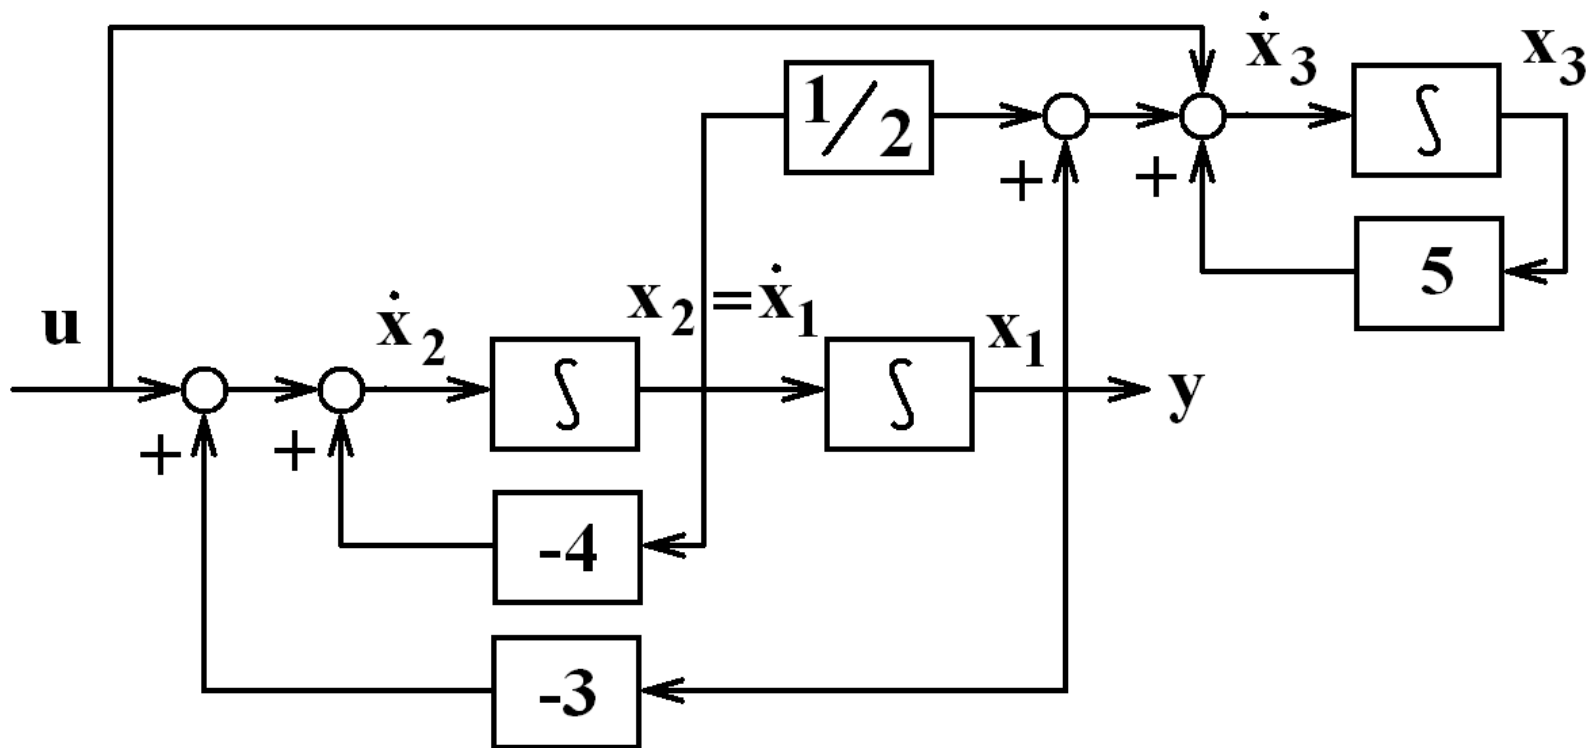 ẋ₃ x₃
1/2 ∫
+ +
5
u ẋ₂ x₂=ẋ₁ x₁
∫ ∫ y
+ +
-4
-3